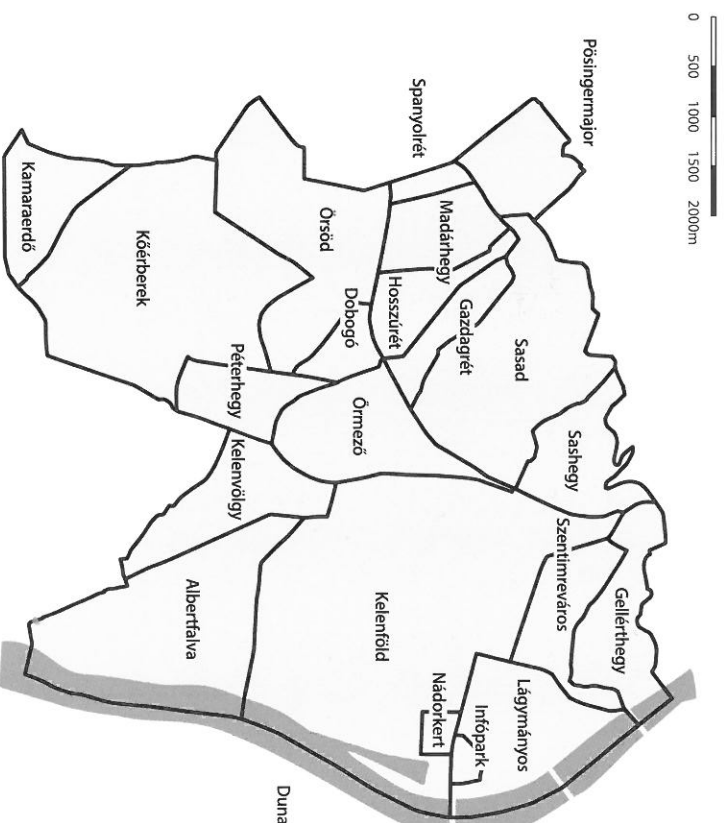 0 500 1000 1500 2000m
Pösingermajor
Spanyolrét
Madárhegy
Sasad
Gazdagrét
Hosszúrét
Sashegy
Gellérthegy
Szentimreváros
Lágymányos
Infópark
Nádorkert
Kelenföld
Őrmező
Dobogó
Őrsöd
Kőérberek
Kamaraerdő
Péterhegy
Kelenvölgy
Albertfalva
Duna